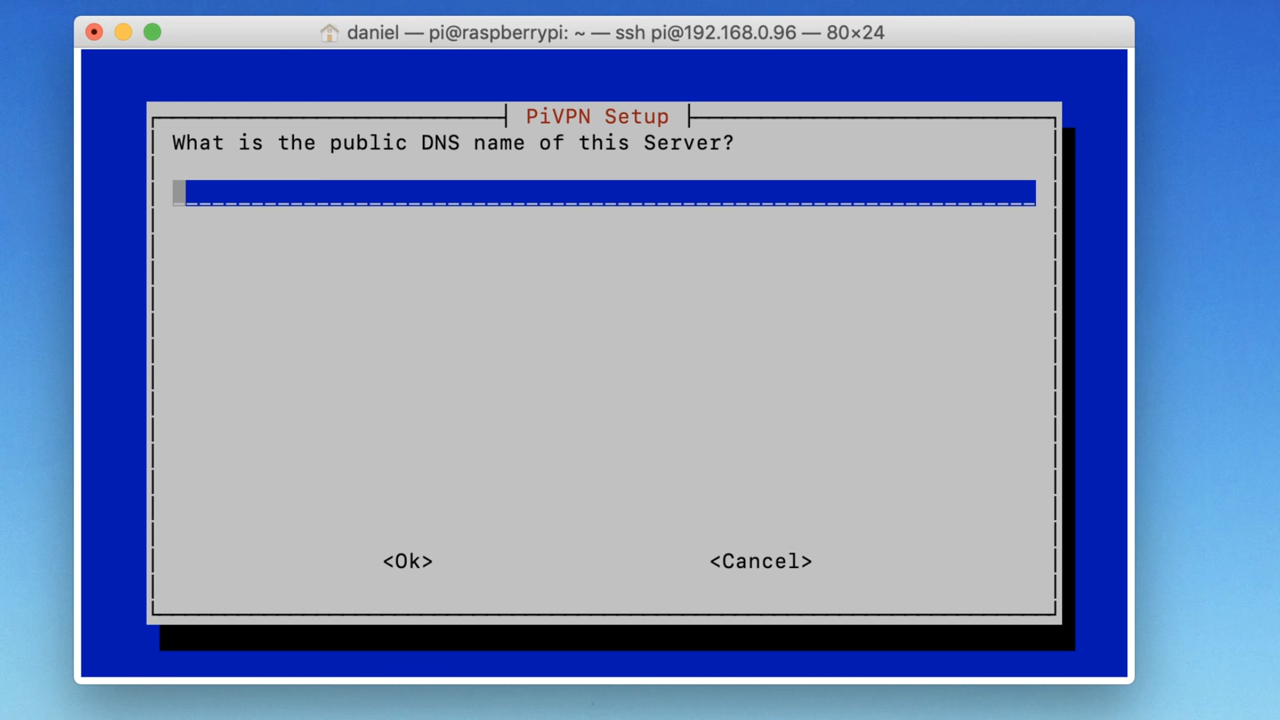 daniel — pi@raspberrypi: ~ — ssh pi@192.168.0.96 — 80×24
PiVPN Setup
What is the public DNS name of this Server?
<Ok> <Cancel>